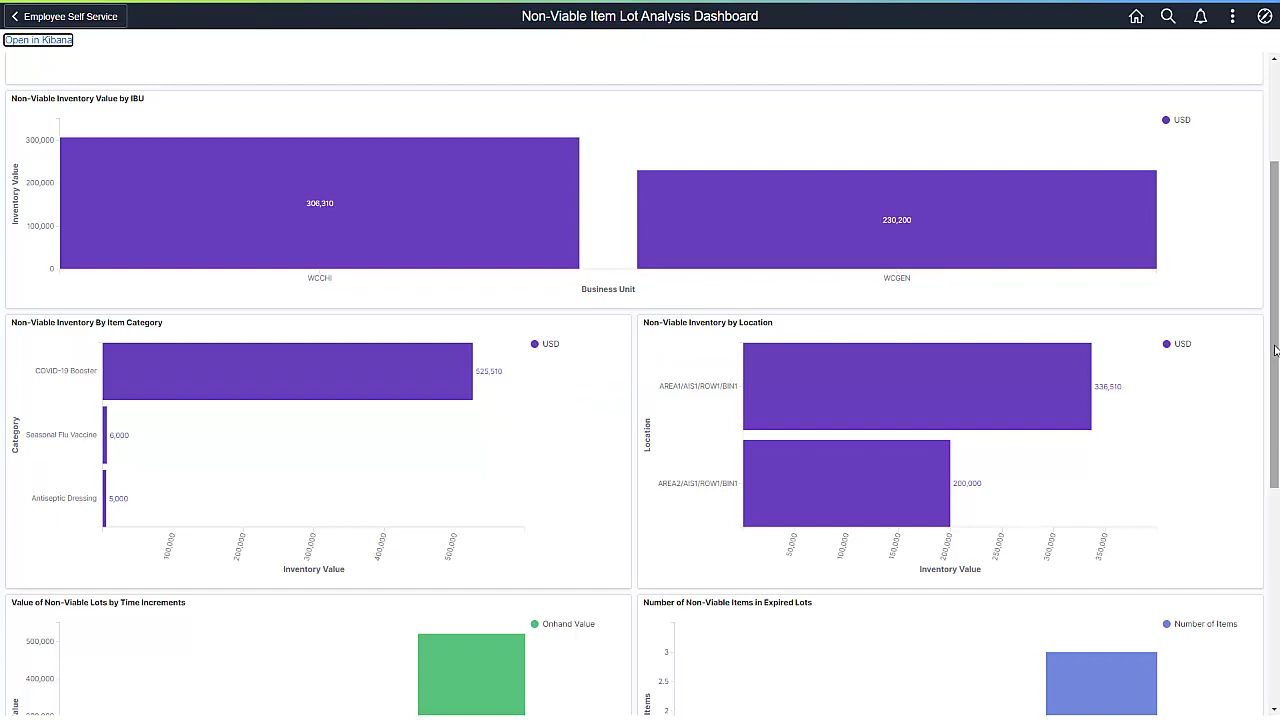 Employee Self Service
Non-Viable Item Lot Analysis Dashboard
Open in Kibana
Non-Viable Inventory Value by IBU
USD
300,000
200,000
100,000
0
Inventory Value
306,310
230,200
WCCHI
WCGEN
Business Unit
Non-Viable Inventory By Item Category
USD
COVID-19 Booster
525,510
Seasonal Flu Vaccine
6,000
Antiseptic Dressing
5,000
Category
100,000
200,000
300,000
400,000
500,000
Inventory Value
Non-Viable Inventory by Location
USD
AREA1/AIS1/ROW1/BIN1
336,510
AREA2/AIS1/ROW1/BIN1
200,000
Location
50,000
100,000
150,000
200,000
250,000
300,000
350,000
Inventory Value
Value of Non-Viable Lots by Time Increments
Onhand Value
500,000
400,000
Number of Non-Viable Items in Expired Lots
Number of Items
3
2.5
2
Items